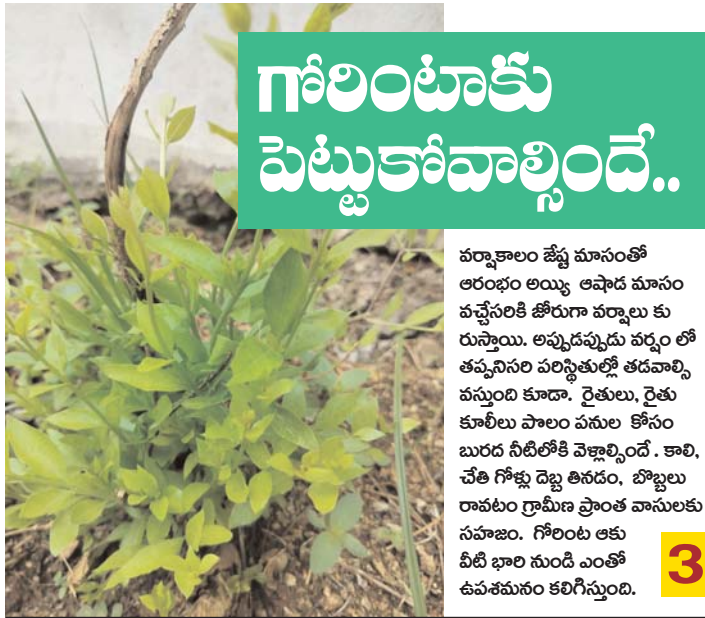 గోరింటాకు
పెట్టుకోవాల్సిందే..
వర్షాకాలం జేష్ట మాసంతో
ఆరంభం అయ్యి ఆషాడ మాసం
వచ్చేసరికి జోరుగా వర్షాలు కు
రుస్తాయి. అప్పుడప్పుడు వర్షం లో
తప్పనిసరి పరిస్థితుల్లో తడవాల్సి
వస్తుంది కూడా. రైతులు, రైతు
కూలీలు పొలం పనుల కోసం
బురద నీటిలోకి వెళ్లాల్సిందే . కాలి,
చేతి గోళ్లు దెబ్బ తినడం, బొబ్బలు
రావటం గ్రామీణ ప్రాంత వాసులకు
సహజం. గోరింట ఆకు
వీటి భారి నుండి ఎంతో
ఉపశమనం కలిగిస్తుంది.
3